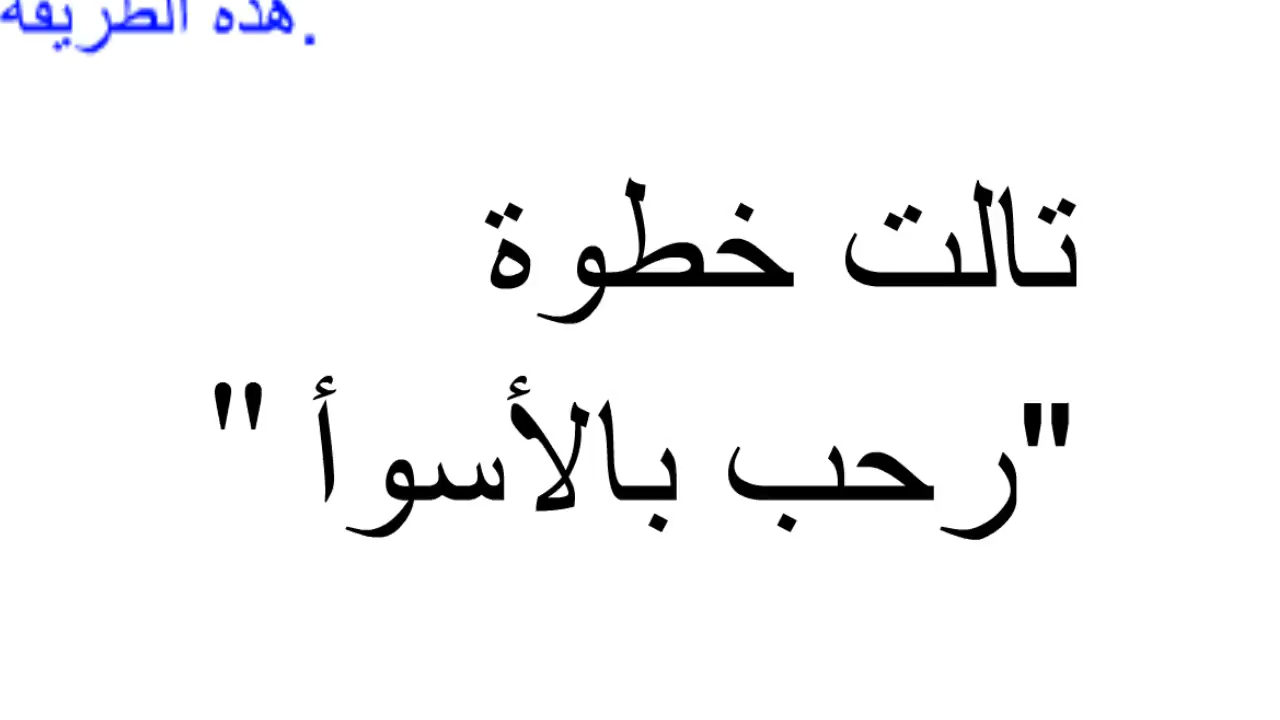 هذه الطريقة.
تالت خطوة
"رحب بالأسوأ "